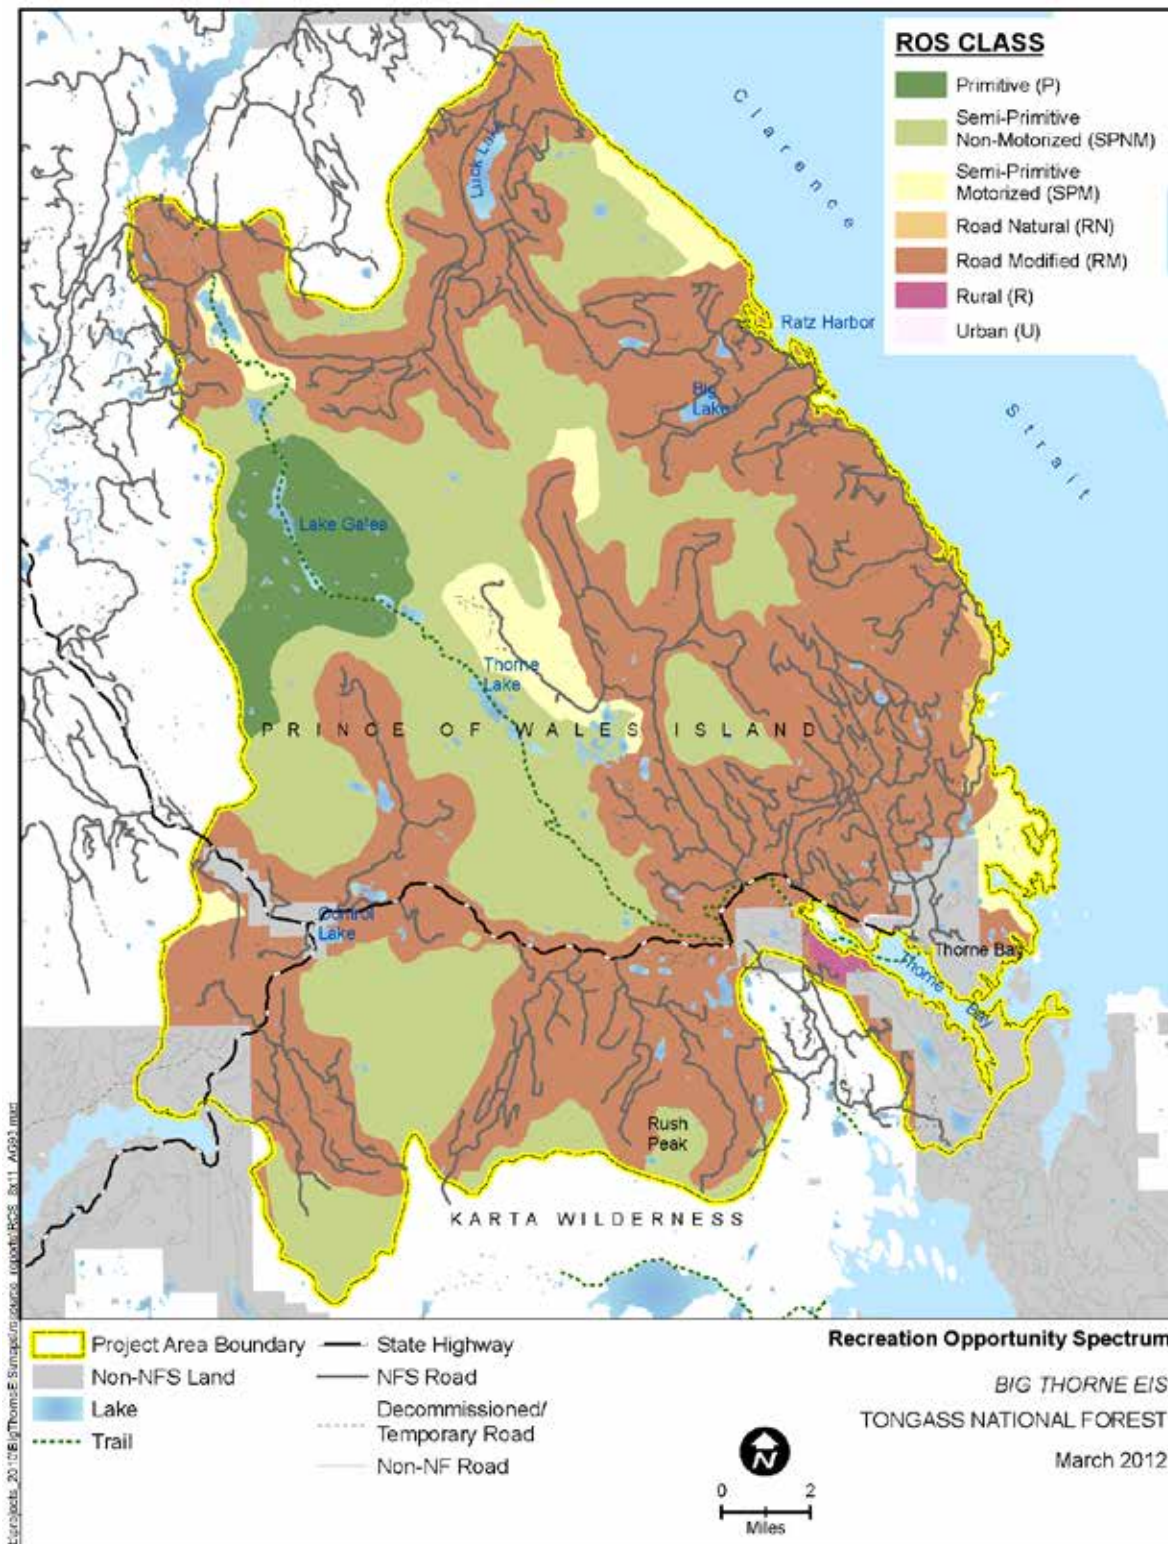 ROS CLASS
Primitive (P)
Semi-Primitive
Non-Motorized (SPNM)
Semi-Primitive
Motorized (SPM)
Road Natural (RN)
Road Modified (RM)
Rural (R)
Urban (U)
Clarence
Strait
Luck Lake
Ratz Harbor
Big
Lake
Lake Galea
Thorne
Lake
PRINCE OF WALES ISLAND
Control
Lake
Thorne Bay
Thorne Bay
Rush
Peak
KARTA WILDERNESS
Project Area Boundary
Non-NFS Land
Lake
Trail
State Highway
NFS Road
Decommissioned/
Temporary Road
Non-NF Road
N
0 2
Miles
Recreation Opportunity Spectrum
BIG THORNE EIS
TONGASS NATIONAL FOREST
March 2012